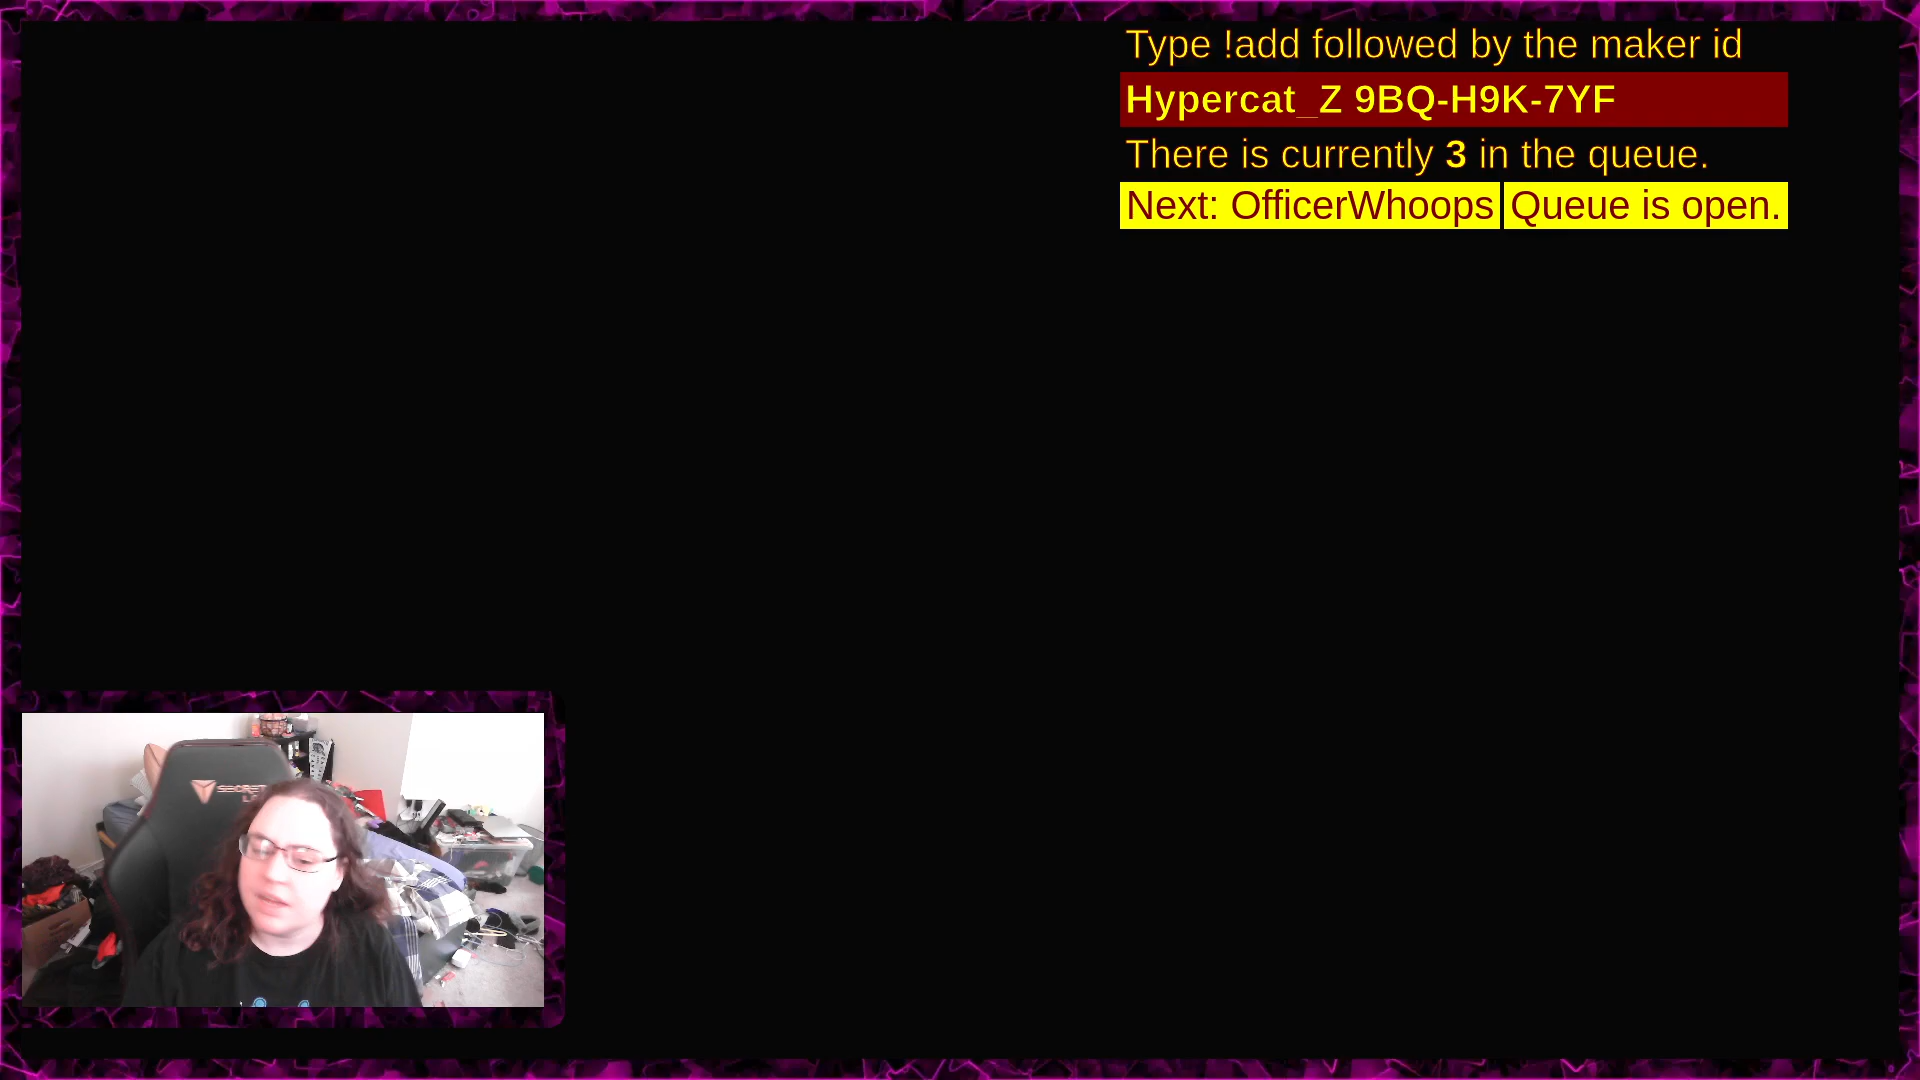 Type !add followed by the maker id
Hypercat_Z 9BQ-H9K-7YF
There is currently 3 in the queue.
Next: OfficerWhoops Queue is open.
SECRET